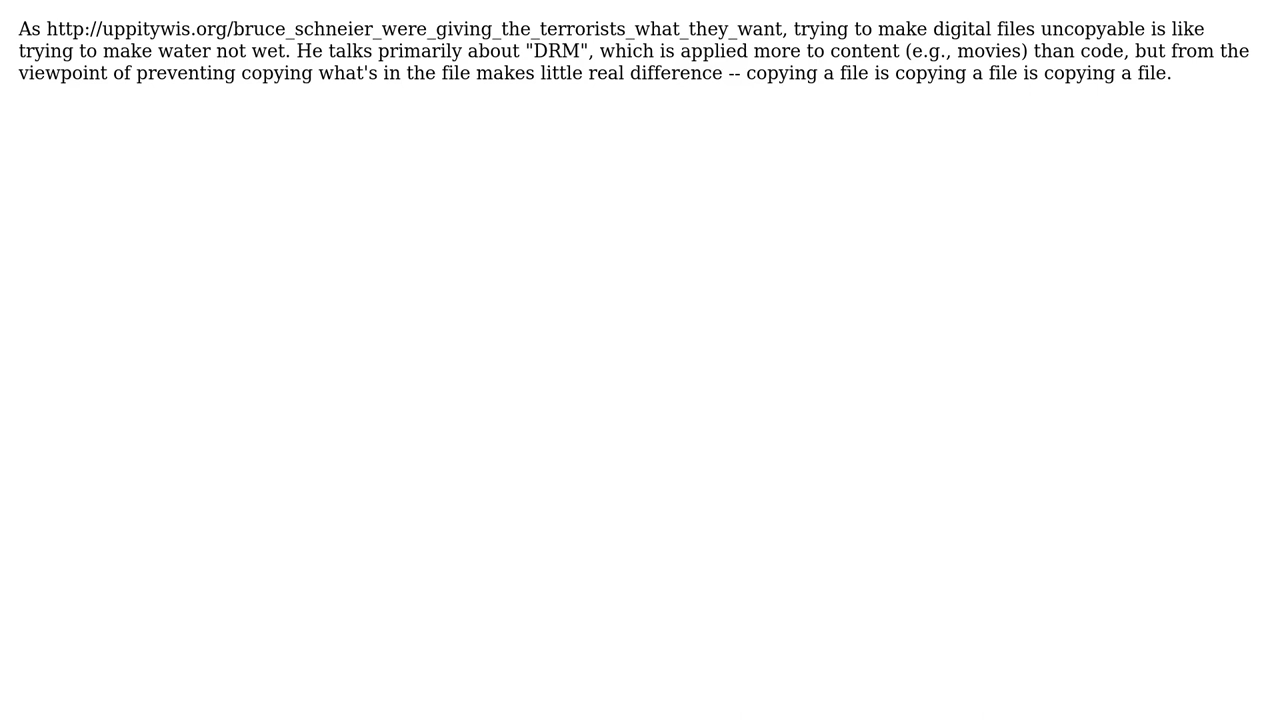 As http://uppitywis.org/bruce_schneier_were_giving_the_terrorists_what_they_want, trying to make digital files uncopyable is like
trying to make water not wet. He talks primarily about "DRM", which is applied more to content (e.g., movies) than code, but from the
viewpoint of preventing copying what's in the file makes little real difference -- copying a file is copying a file is copying a file.